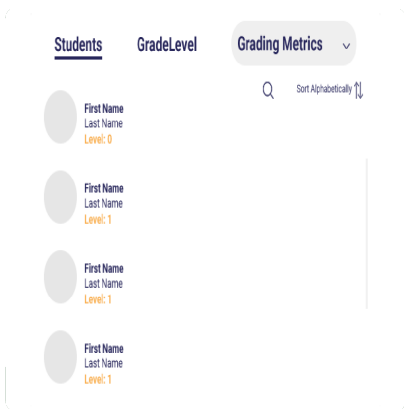 Students GradeLevel Grading Metrics
Sort Alphabetically
First Name
Last Name
Level: 0
First Name
Last Name
Level: 1
First Name
Last Name
Level: 1
First Name
Last Name
Level: 1